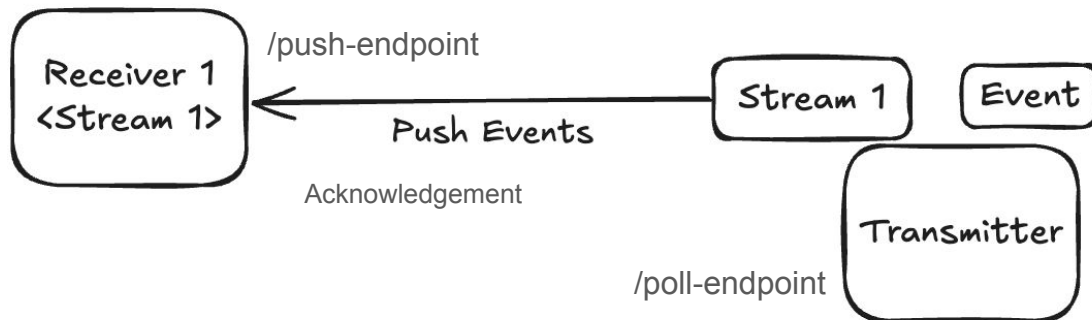 /push-endpoint
Receiver 1
<Stream 1>
Stream 1
Event
Push Events
Acknowledgement
Transmitter
/poll-endpoint